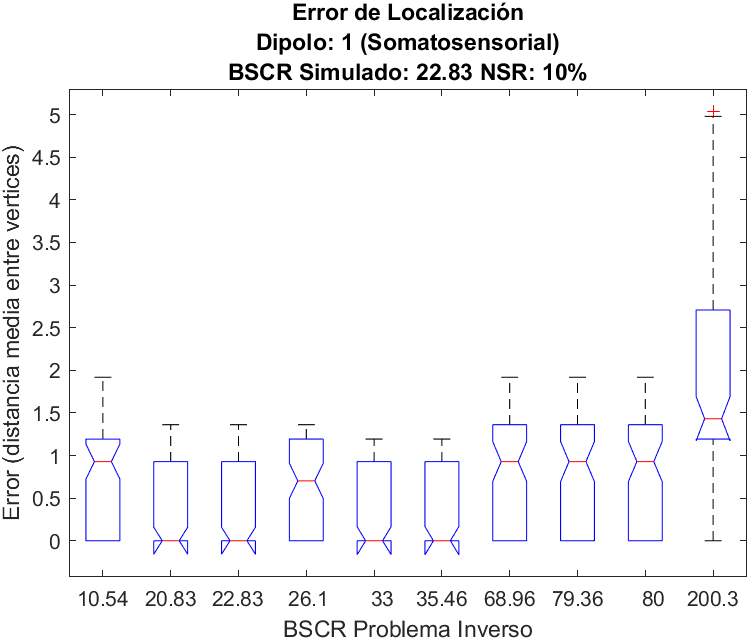 Error de Localización
Dipolo: 1 (Somatosensorial)
BSCR Simulado: 22.83 NSR: 10%
Error (distancia media entre vertices)
5
4.5
4
3.5
3
2.5
2
1.5
1
0.5
0
10.54 20.83 22.83 26.1 33 35.46 68.96 79.36 80 200.3
BSCR Problema Inverso